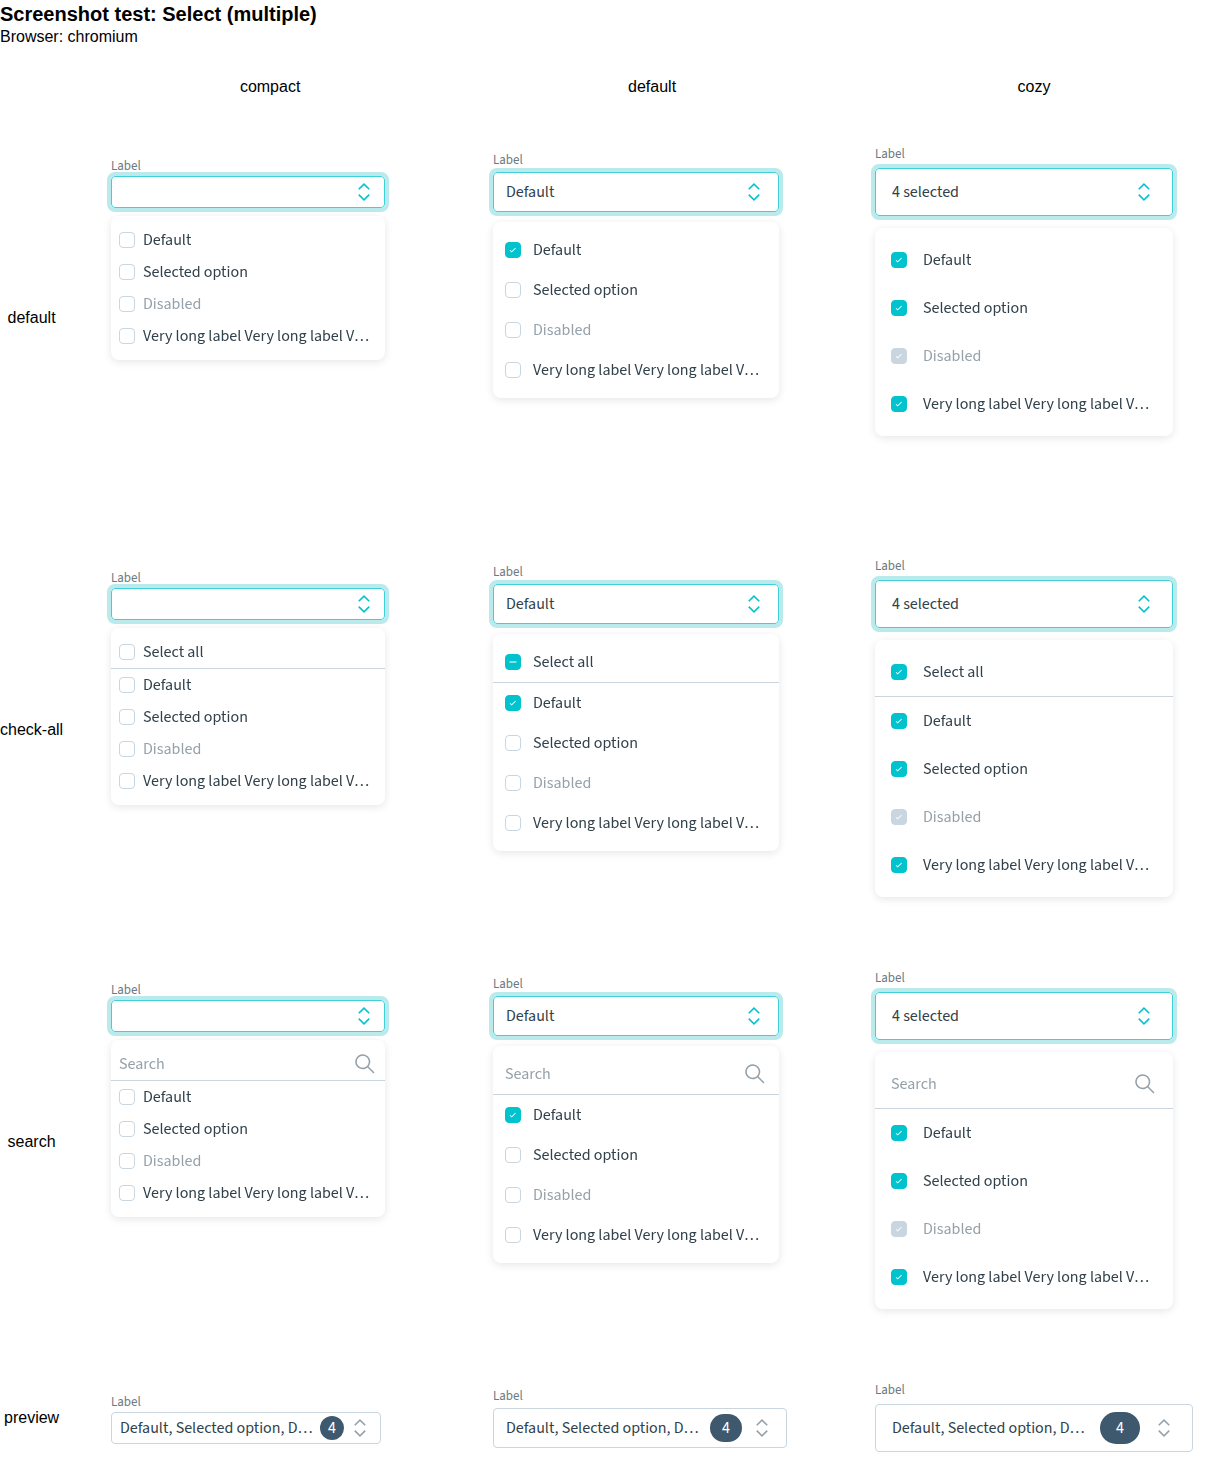 Screenshot test: Select (multiple)
Browser: chromium
compact default cozy
default
Label
Default
Selected option
Disabled
Very long label Very long label V…
Label
Default
Default
Selected option
Disabled
Very long label Very long label V…
Label
4 selected
Default
Selected option
Disabled
Very long label Very long label V…
check-all
Label
Select all
Default
Selected option
Disabled
Very long label Very long label V…
Label
Default
Select all
Default
Selected option
Disabled
Very long label Very long label V…
Label
4 selected
Select all
Default
Selected option
Disabled
Very long label Very long label V…
search
Label
Search
Default
Selected option
Disabled
Very long label Very long label V…
Label
Default
Search
Default
Selected option
Disabled
Very long label Very long label V…
Label
4 selected
Search
Default
Selected option
Disabled
Very long label Very long label V…
preview
Label
Default, Selected option, D… 4
Label
Default, Selected option, D… 4
Label
Default, Selected option, D… 4